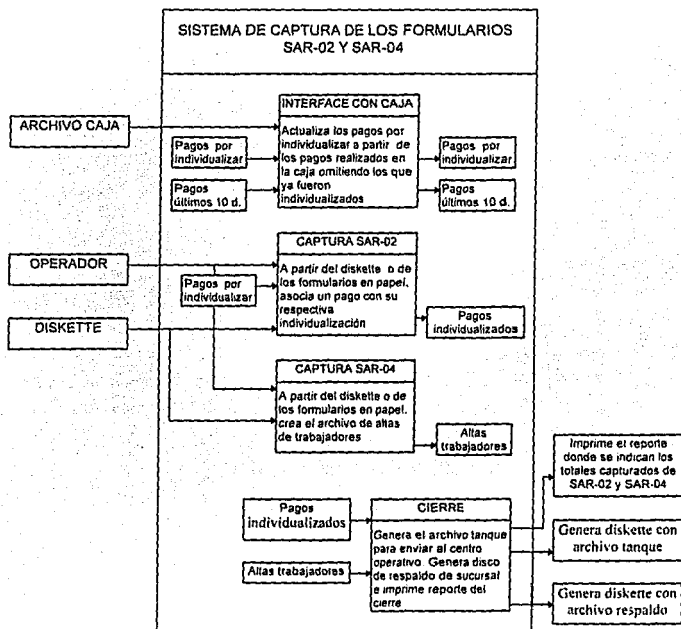 SISTEMA DE CAPTURA DE LOS FORMULARIOS
SAR-02 Y SAR-04
ARCHIVO CAJA
INTERFACE CON CAJA
Actualiza los pagos por
individualizar a partir de
los pagos realizados en
la caja omitiendo los que
ya fueron
individualizados
Pagos por
individualizar
Pagos
últimos 10 d.
Pagos por
individualizar
Pagos
últimos 10 d.
OPERADOR
DISKETTE
CAPTURA SAR-02
A partir del diskette o de
los formularios en papel,
asocia un pago con su
respectiva
individualización
Pagos por
individualizar
Pagos
individualizados
CAPTURA SAR-04
A partir del diskette o de
los formularios en papel,
crea el archivo de altas
de trabajadores
Altas
trabajadores
Pagos
individualizados
Altas trabajadores
CIERRE
Genera el archivo tanque
para enviar al centro
operativo. Genera disco
de respaldo de sucursal
e imprime reporte del
cierre
Imprime el reporte
donde se indican los
totales capturados de
SAR-02 y SAR-04
Genera diskette con
archivo tanque
Genera diskette con
archivo respaldo